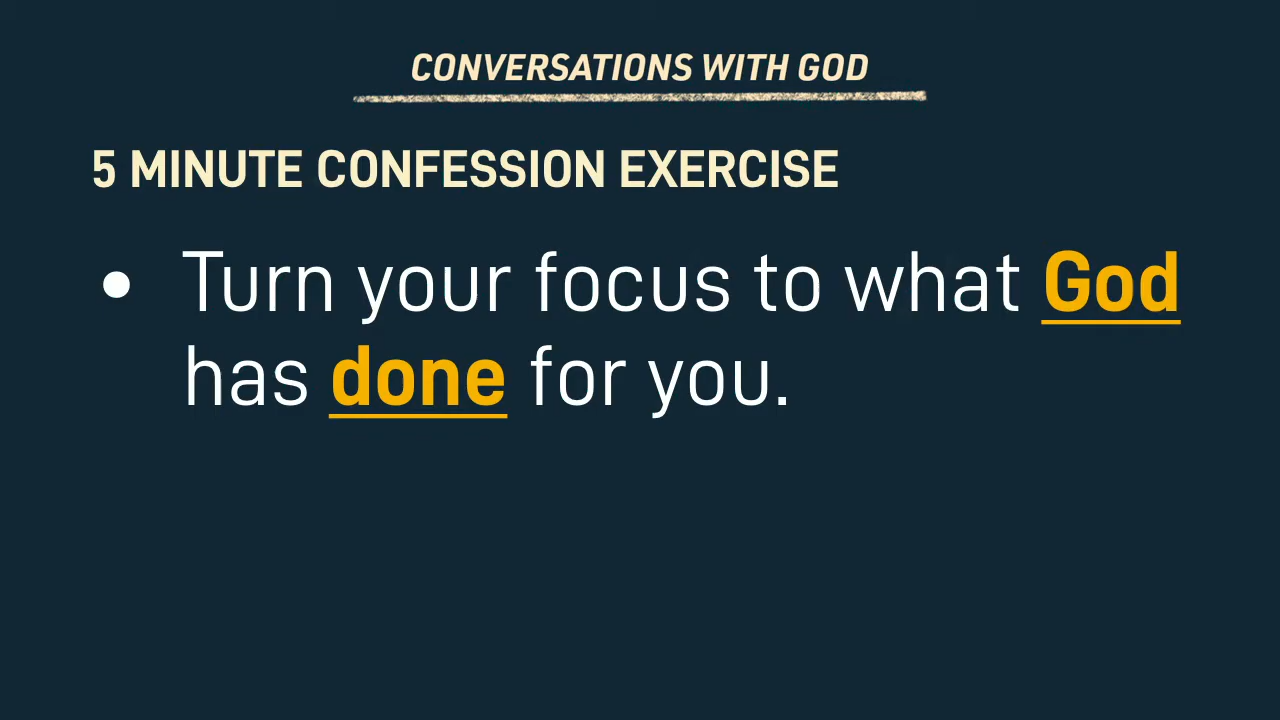 CONVERSATIONS WITH GOD
5 MINUTE CONFESSION EXERCISE
• Turn your focus to what God
has done for you.